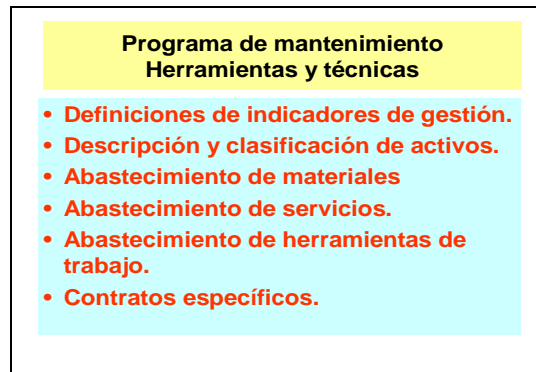 Programa de mantenimiento
Herramientas y técnicas
• Definiciones de indicadores de gestión.
• Descripción y clasificación de activos.
• Abastecimiento de materiales
• Abastecimiento de servicios.
• Abastecimiento de herramientas de
trabajo.
• Contratos específicos.